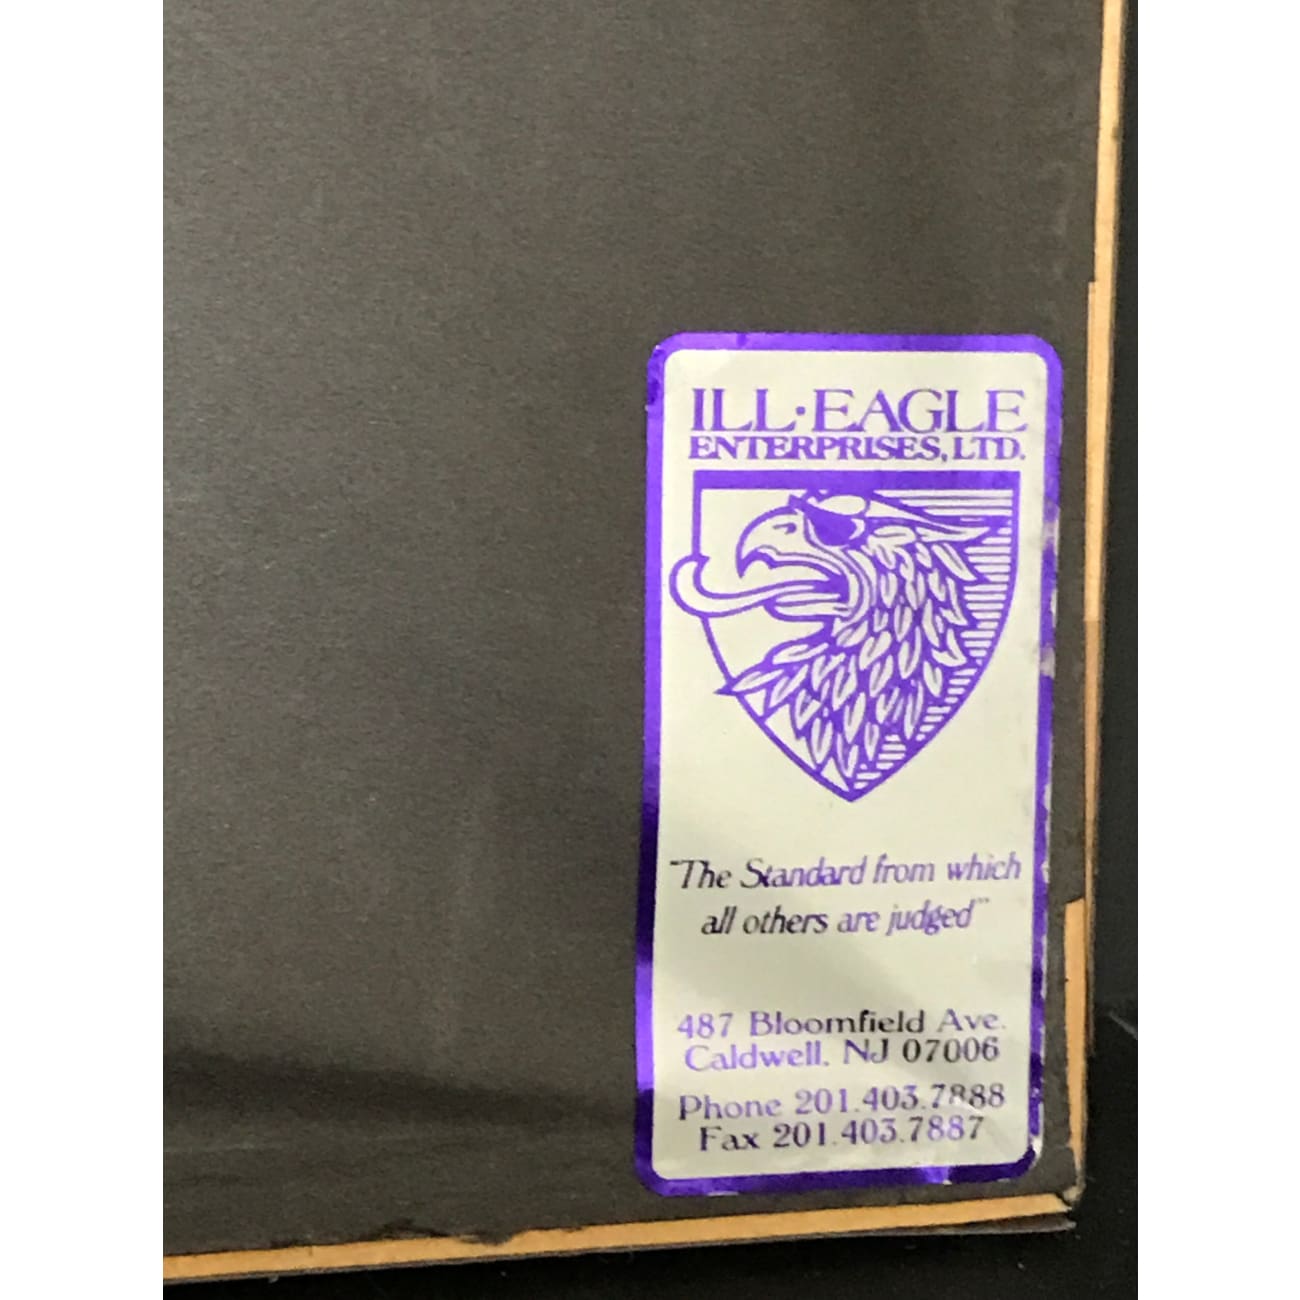 ILL·EAGLE
ENTERPRISES, LTD.
"The Standard from which
all others are judged"
487 Bloomfield Ave.
Caldwell, NJ 07006
Phone 201.403.7888
Fax 201.403.7887